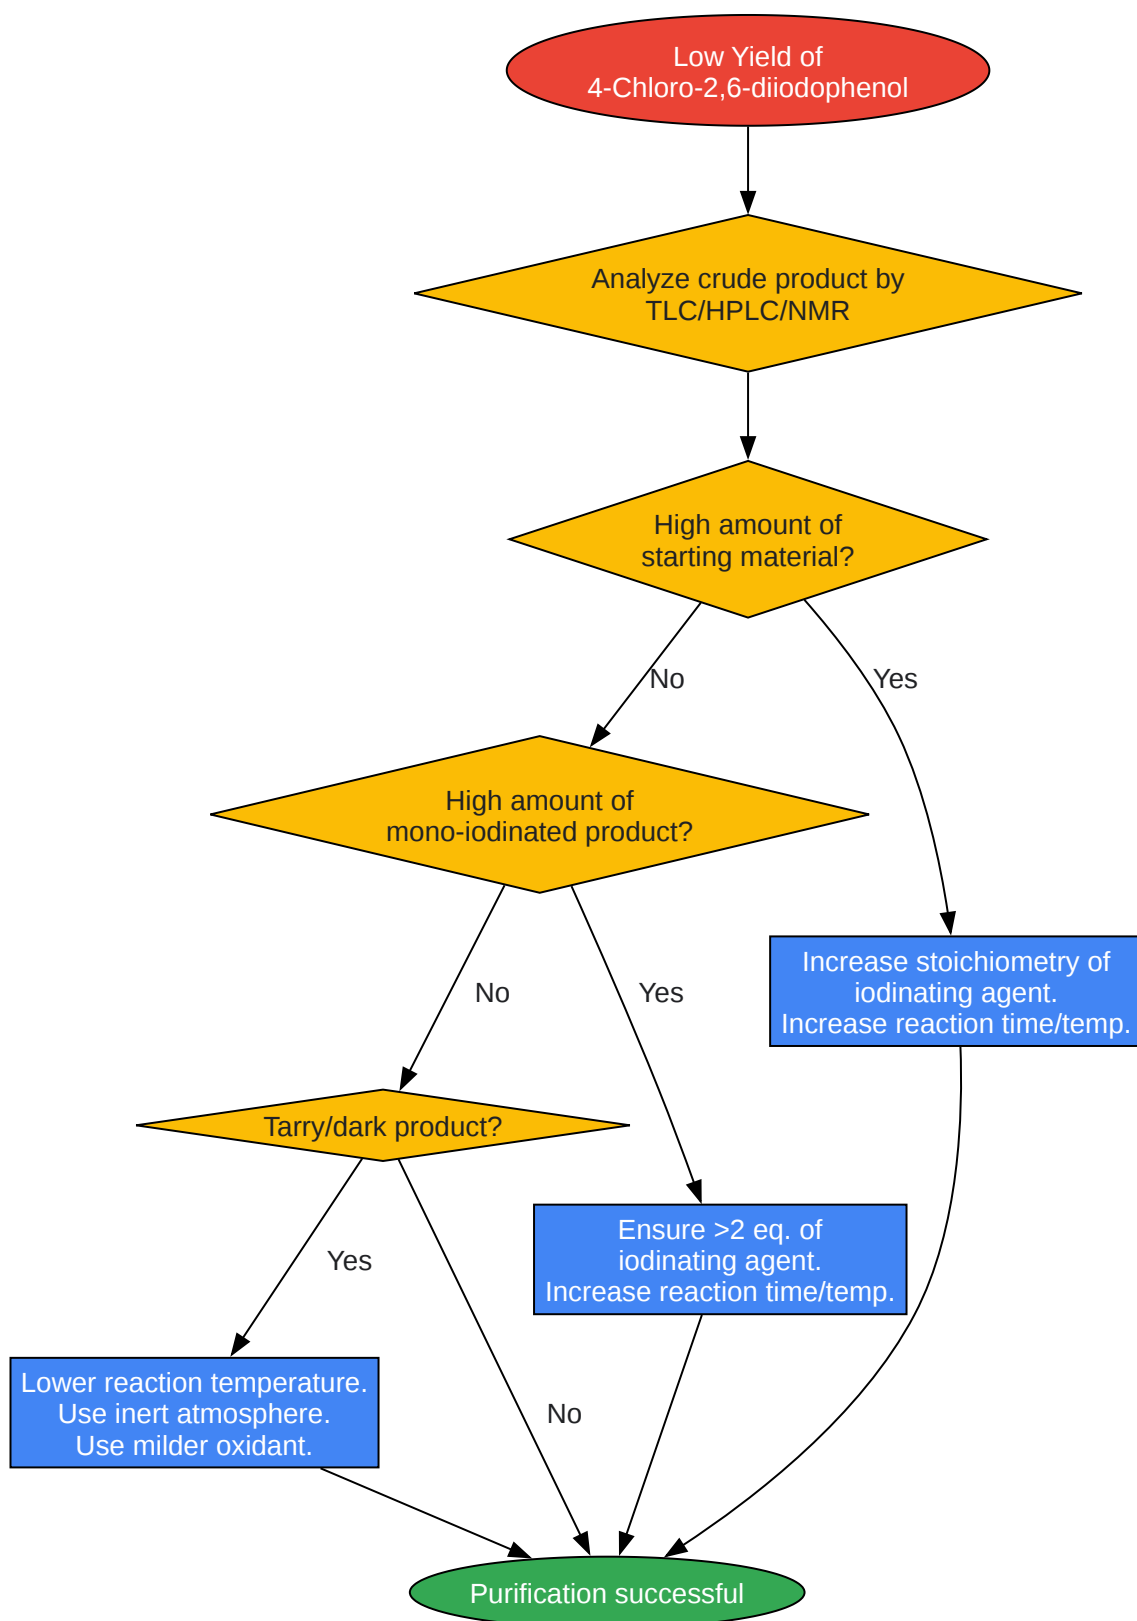 Low Yield of
4-Chloro-2,6-diiodophenol
Analyze crude product by
TLC/HPLC/NMR
High amount of
starting material?
No
Yes
High amount of
mono-iodinated product?
Increase stoichiometry of
iodinating agent.
Increase reaction time/temp.
No
Yes
Tarry/dark product?
Ensure >2 eq. of
iodinating agent.
Increase reaction time/temp.
Yes
Lower reaction temperature.
Use inert atmosphere.
Use milder oxidant.
No
Purification successful